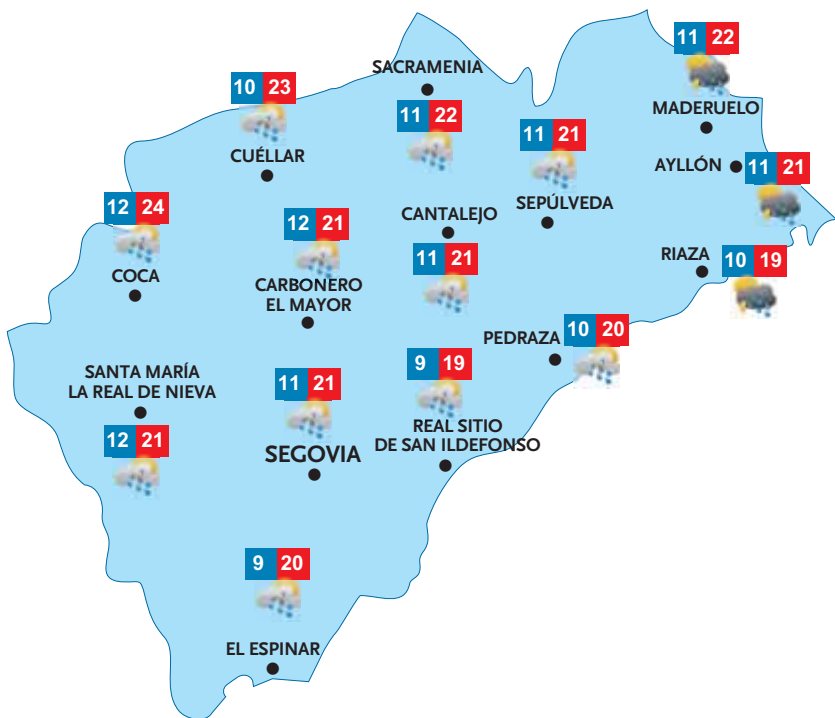 11 22
MADERUELO
SACRAMENIA
11 22
10 23
CUÉLLAR
11 21
SEPÚLVEDA
AYLLÓN
11 21
12 24
COCA
12 21
CARBONERO
EL MAYOR
CANTALEJO
11 21
RIAZA
10 19
PEDRAZA
10 20
SANTA MARÍA
LA REAL DE NIEVA
12 21
11 21
SEGOVIA
9 19
REAL SITIO
DE SAN ILDEFONSO
9 20
EL ESPINAR